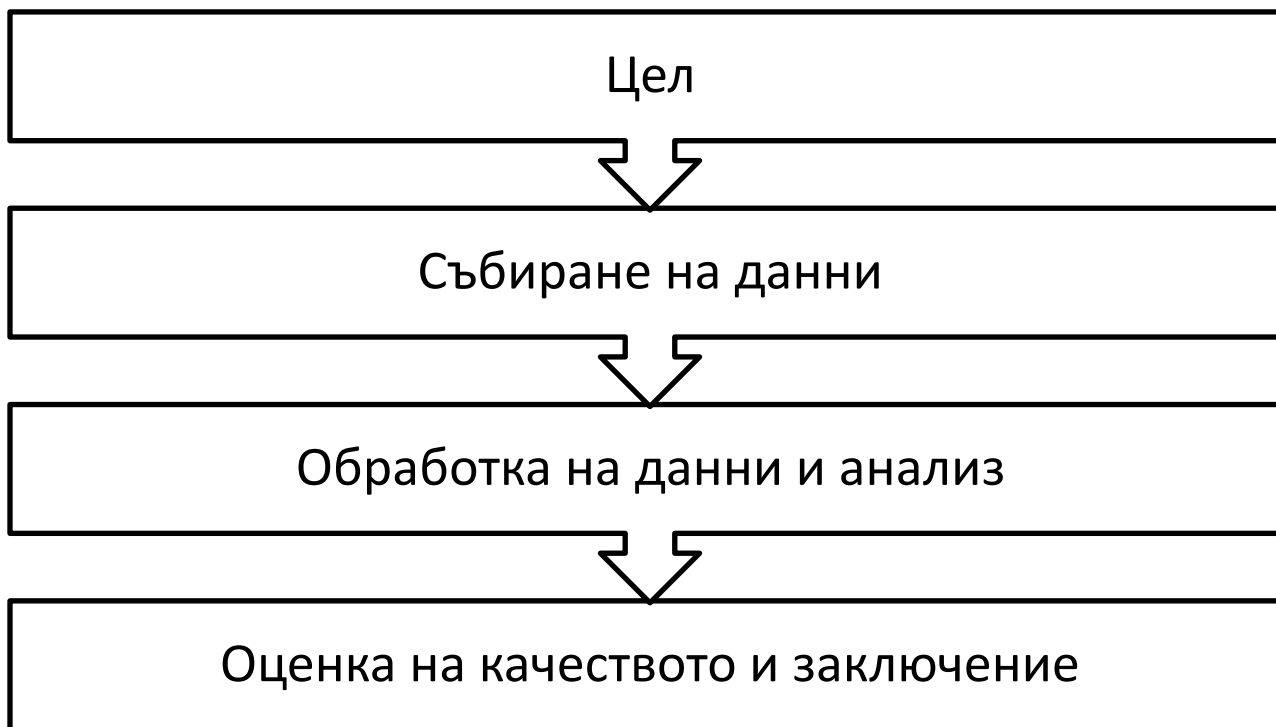 Цел
Събиране на данни
Обработка на данни и анализ
Оценка на качеството и заключение